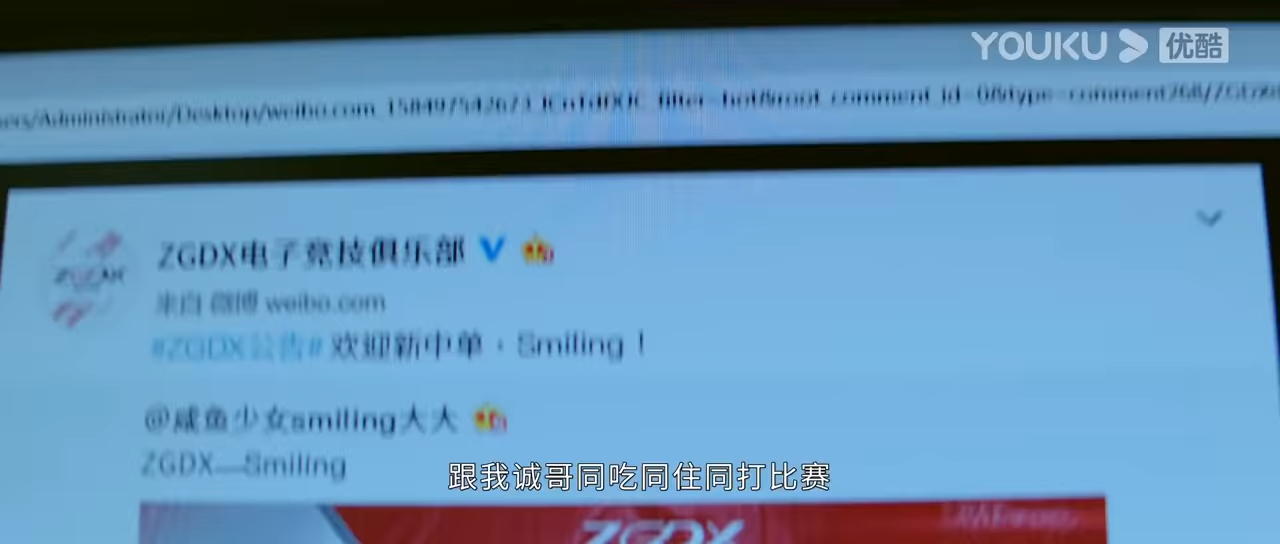 YOUKU 优酷
ZGDX电子竞技俱乐部
来自 微博 weibo.com
#ZGDX公告# 欢迎新中单，Smiling！
@咸鱼少女smiling大大
ZGDX—Smiling
跟我诚哥同吃同住同打比赛
ZGDX